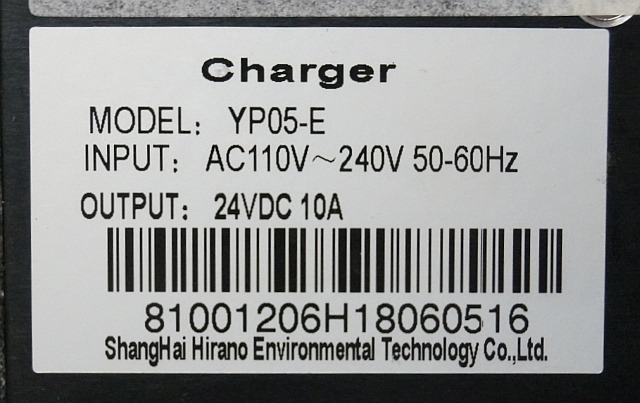 Charger
MODEL: YP05-E
INPUT: AC110V～240V 50-60Hz
OUTPUT: 24VDC 10A
81001206H18060516
ShangHai Hirano Environmental Technology Co.,Ltd.